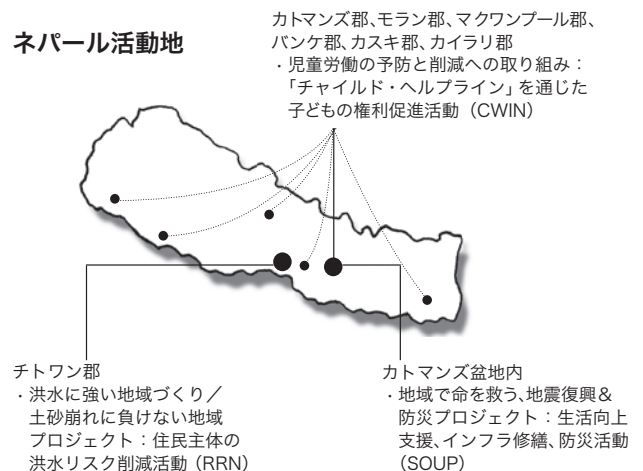 ネパール活動地
カトマンズ郡、モラン郡、マクワンプール郡、
バンケ郡、カスキ郡、カイラリ郡
・児童労働の予防と削減への取り組み：
「チャイルド・ヘルプライン」を通じた
子どもの権利促進活動（CWIN）
チトワン郡
・洪水に強い地域づくり／
土砂崩れに負けない地域
プロジェクト：住民主体の
洪水リスク削減活動（RRN）
カトマンズ盆地内
・地域で命を救う、地震復興＆
防災プロジェクト：生活向上
支援、インフラ修繕、防災活動
（SOUP）